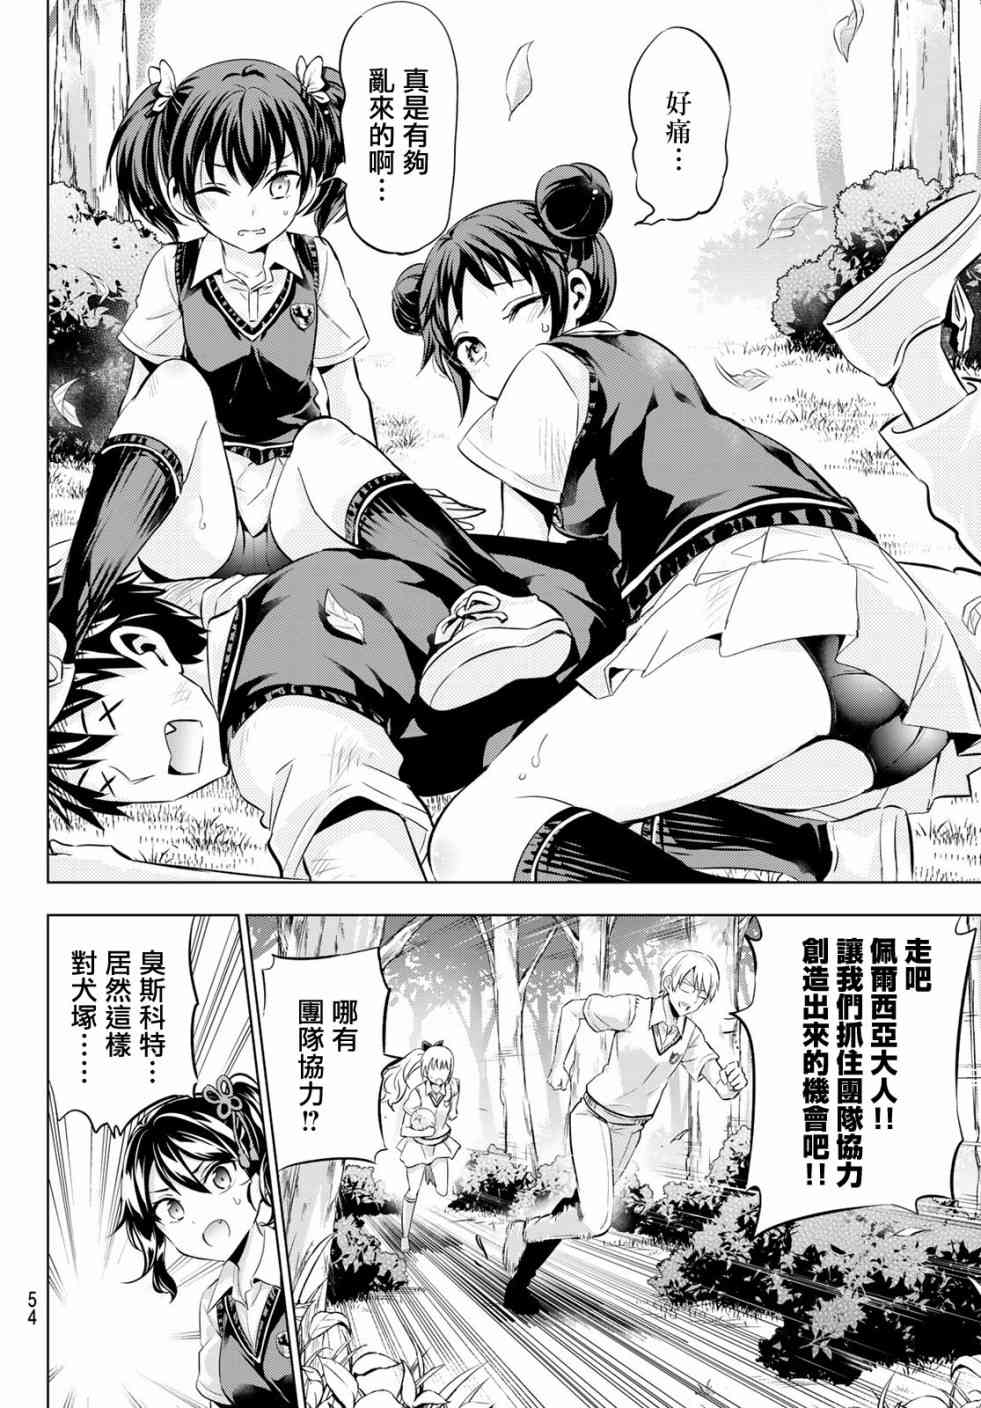 好痛…
真是有夠
亂來的啊…
走吧
佩爾西亞大人!!
讓我們抓住團隊協力
創造出來的機會吧!!
哪有
團隊協力!?
臭斯科特…
居然這樣
對犬塚……
54